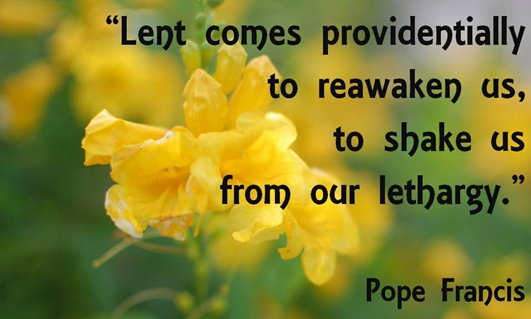 “Lent comes providentially
to reawaken us,
to shake us
from our lethargy.”
Pope Francis